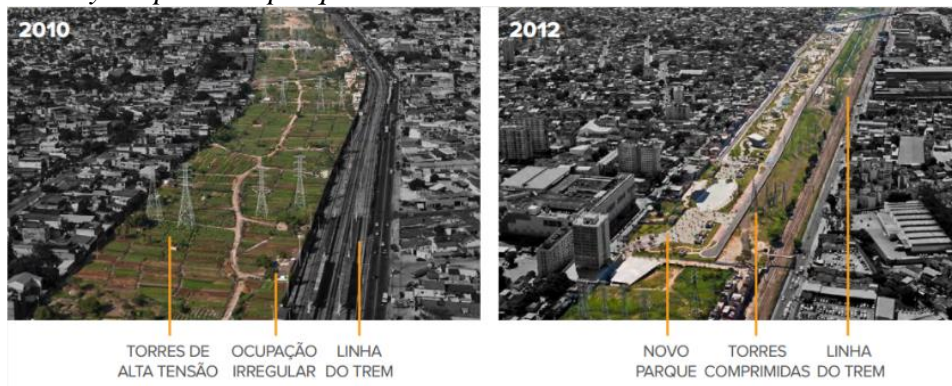 2010
2012
TORRES DE
ALTA TENSÃO
OCUPAÇÃO
IRREGULAR
LINHA
DO TREM
NOVO
PARQUE
TORRES
COMPRIMIDAS
LINHA
DO TREM